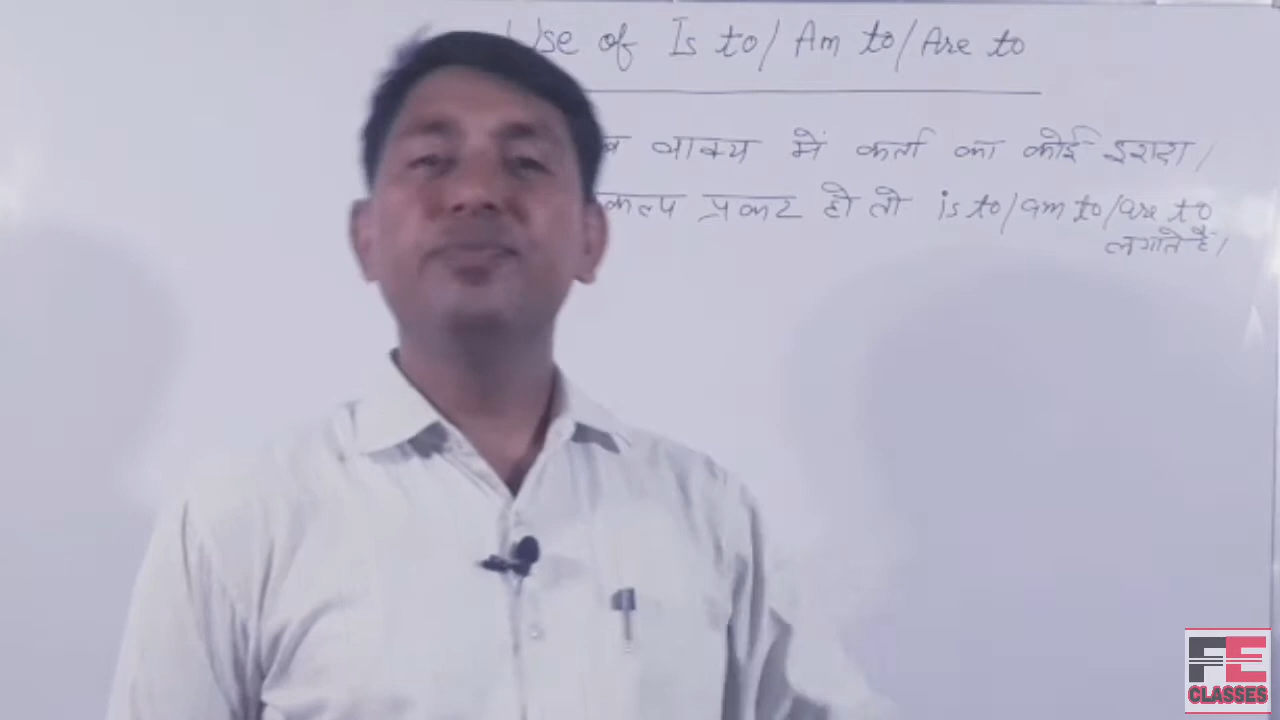 Use of Is to/ Am to/ Are to
वाक्य में कर्ता का कोई इरादा/
प्रकट हो तो is to/am to/are to
लगाते हैं/
FE
CLASSES